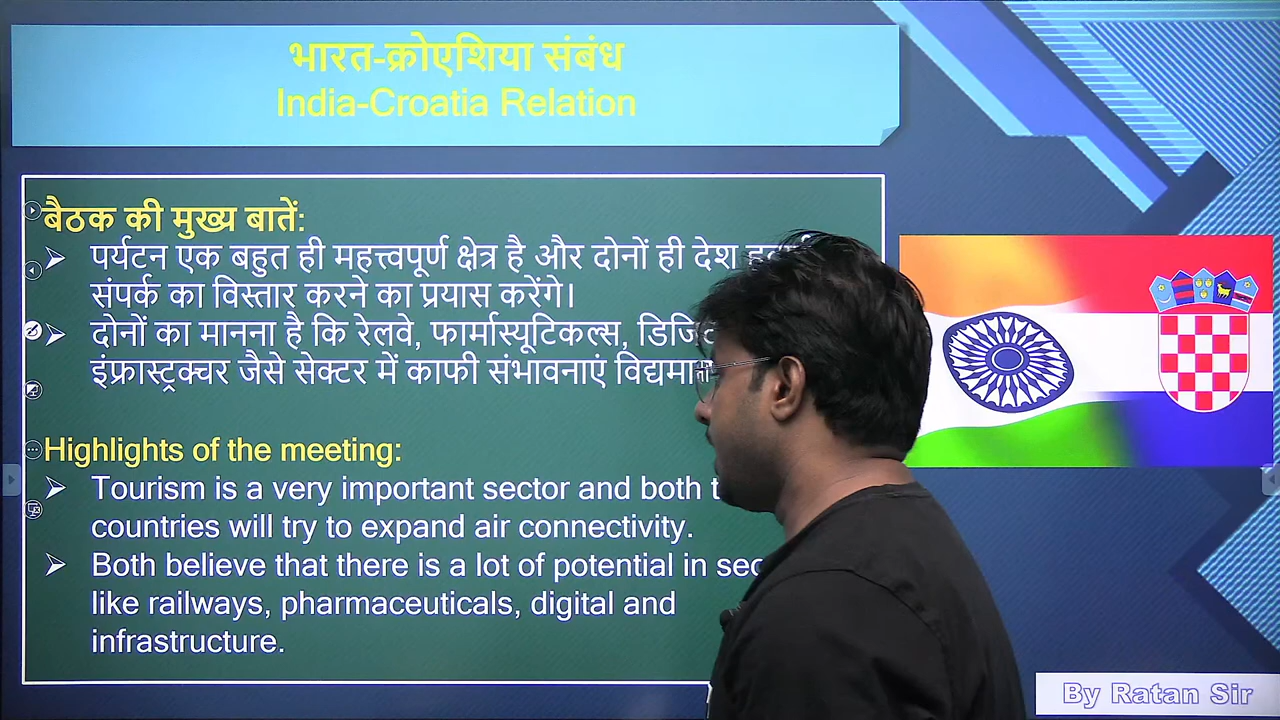 भारत-क्रोएशिया संबंध
India-Croatia Relation
बैठक की मुख्य बातें:
पर्यटन एक बहुत ही महत्त्वपूर्ण क्षेत्र है और दोनों ही देश
संपर्क का विस्तार करने का प्रयास करेंगे।
दोनों का मानना है कि रेलवे, फार्मास्यूटिकल्स,
इंफ्रास्ट्रक्चर जैसे सेक्टर में काफी संभावनाएं
Highlights of the meeting:
Tourism is a very important sector and both
countries will try to expand air connectivity.
Both believe that there is a lot of potential in
like railways, pharmaceuticals, digital and
infrastructure.
By Ratan Sir